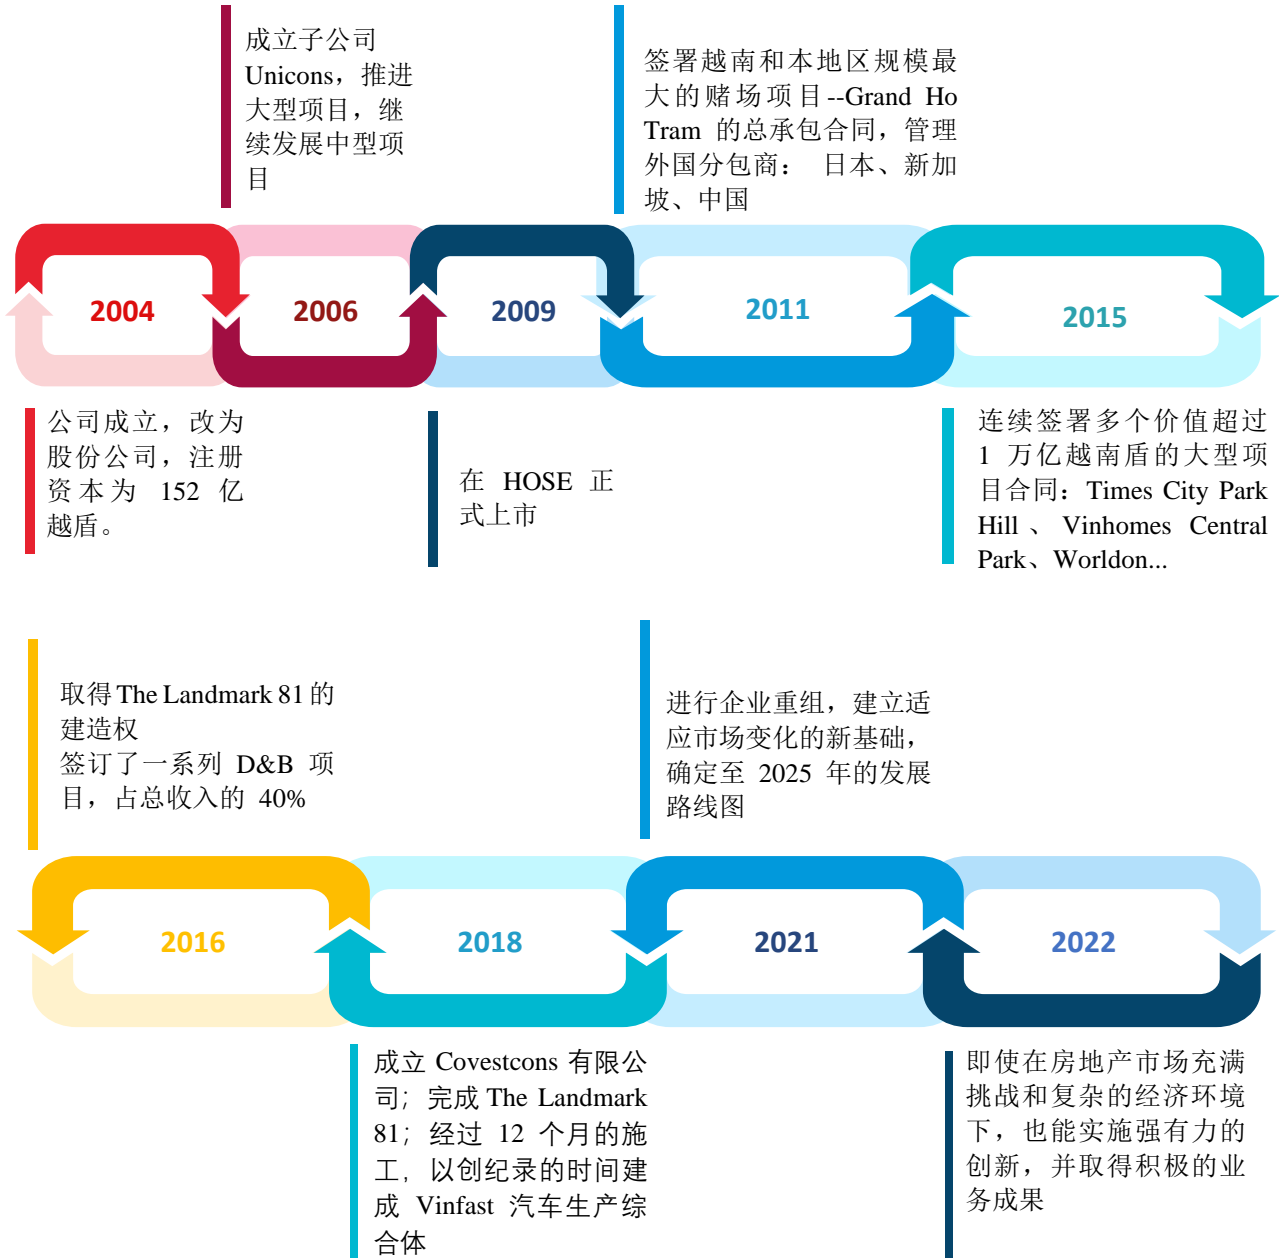 成立子公司
Unicons，推进
大型项目，继
续发展中型项
目
签署越南和本地区规模最
大的赌场项目--Grand Ho
Tram 的总承包合同，管理
外国分包商： 日本、新加
坡、中国
2004
2006
2009
2011
2015
公司成立，改为
股份公司，注册
资本为 152 亿
越盾。
在 HOSE 正
式上市
连续签署多个价值超过
1 万亿越南盾的大型项
目合同：Times City Park
Hill 、 Vinhomes Central
Park、Worldon...
取得 The Landmark 81 的
建造权
签订了一系列 D&B 项
目，占总收入的 40%
进行企业重组，建立适
应市场变化的新基础，
确定至 2025 年的发展
路线图
2016
2018
2021
2022
成立 Covestcons 有限公
司；完成 The Landmark
81；经过 12 个月的施
工，以创纪录的时间建
成 Vinfast 汽车生产综
合体
即使在房地产市场充满
挑战和复杂的经济环境
下，也能实施强有力的
创新，并取得积极的业
务成果